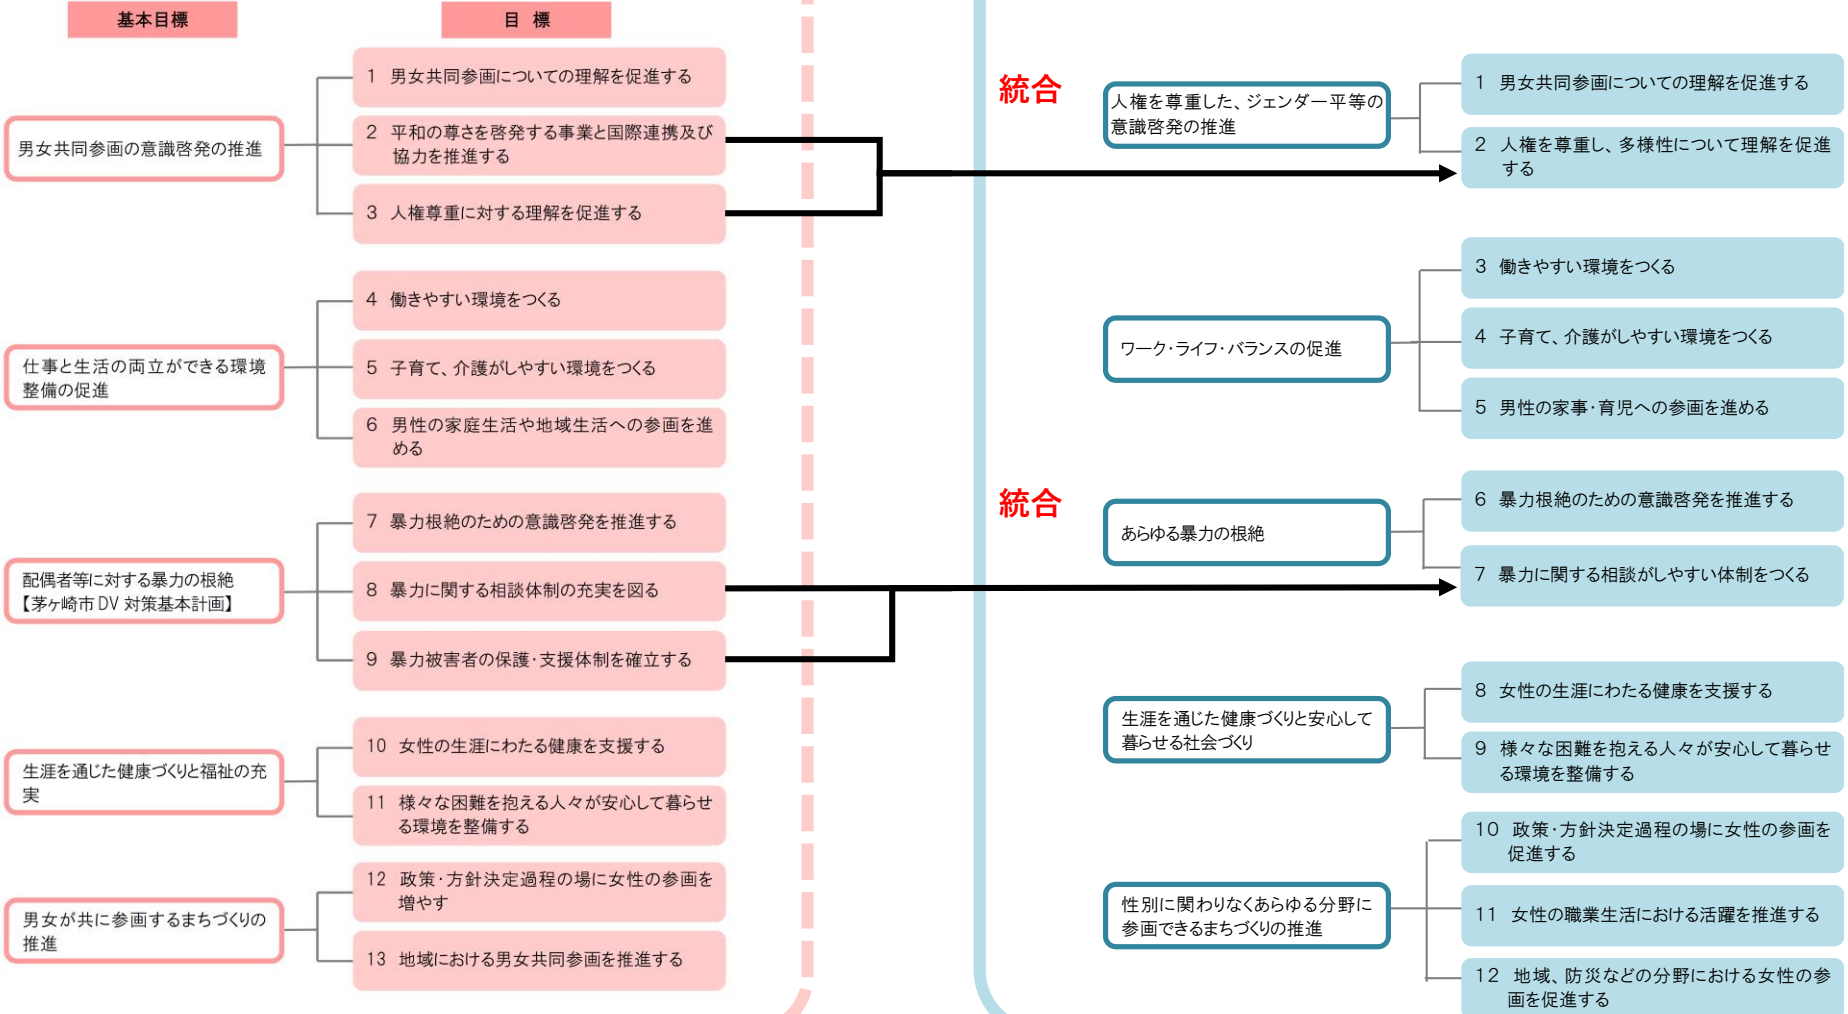 基本目標
目 標
男女共同参画の意識啓発の推進
1 男女共同参画についての理解を促進する
2 平和の尊さを啓発する事業と国際連携及び
協力を推進する
3 人権尊重に対する理解を促進する
仕事と生活の両立ができる環境
整備の促進
4 働きやすい環境をつくる
5 子育て、介護がしやすい環境をつくる
6 男性の家庭生活や地域生活への参画を進
める
配偶者等に対する暴力の根絶
【茅ヶ崎市 DV 対策基本計画】
7 暴力根絶のための意識啓発を推進する
8 暴力に関する相談体制の充実を図る
9 暴力被害者の保護・支援体制を確立する
生涯を通じた健康づくりと福祉の充
実
10 女性の生涯にわたる健康を支援する
11 様々な困難を抱える人々が安心して暮らせ
る環境を整備する
男女が共に参画するまちづくりの
推進
12 政策・方針決定過程の場に女性の参画を
増やす
13 地域における男女共同参画を推進する
統合
人権を尊重した、ジェンダー平等の
意識啓発の推進
1 男女共同参画についての理解を促進する
2 人権を尊重し、多様性について理解を促進
する
ワーク・ライフ・バランスの促進
3 働きやすい環境をつくる
4 子育て、介護がしやすい環境をつくる
5 男性の家事・育児への参画を進める
統合
あらゆる暴力の根絶
6 暴力根絶のための意識啓発を推進する
7 暴力に関する相談がしやすい体制をつくる
生涯を通じた健康づくりと安心して
暮らせる社会づくり
8 女性の生涯にわたる健康を支援する
9 様々な困難を抱える人々が安心して暮らせ
る環境を整備する
性別に関わりなくあらゆる分野に
参画できるまちづくりの推進
10 政策・方針決定過程の場に女性の参画を
促進する
11 女性の職業生活における活躍を推進する
12 地域、防災などの分野における女性の参
画を促進する